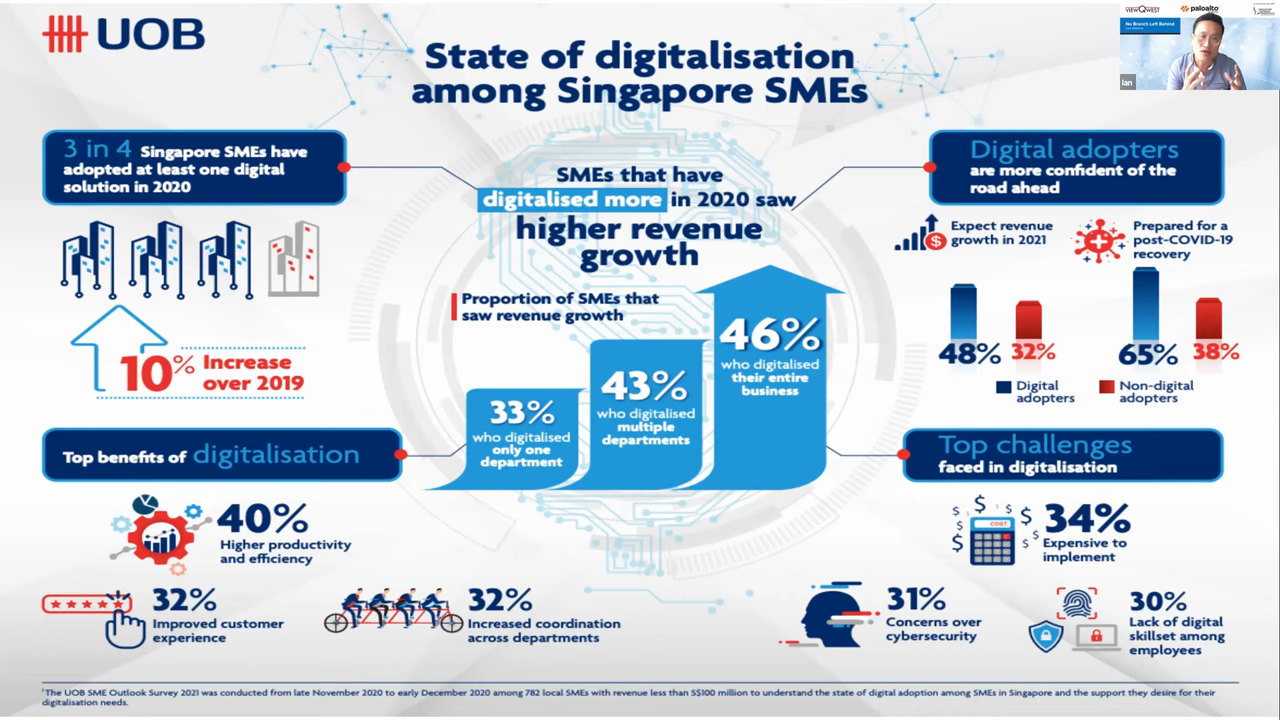 UOB
State of digitalisation
among Singapore SMEs
VIEWQWEST
paloalto
No Branch Left Behind
Ian
3 in 4 Singapore SMEs have
adopted at least one digital
solution in 2020
10% Increase
over 2019
SMEs that have
digitalised more in 2020 saw
higher revenue
growth
Proportion of SMEs that
saw revenue growth
33%
who digitalised
only one
department
43%
who digitalised
multiple
departments
46%
who digitalised
their entire
business
Digital adopters
are more confident of the
road ahead
Expect revenue
growth in 2021
Prepared for a
post-COVID-19
recovery
48% 32% 65% 38%
Digital
adopters
Non-digital
adopters
Top benefits of digitalisation
40%
Higher productivity
and efficiency
32%
Improved customer
experience
32%
Increased coordination
across departments
Top challenges
faced in digitalisation
COST
34%
Expensive to
implement
31%
Concerns over
cybersecurity
30%
Lack of digital
skillset among
employees
¹The UOB SME Outlook Survey 2021 was conducted from late November 2020 to early December 2020 among 782 local SMEs with revenue less than S$100 million to understand the state of digital adoption among SMEs in Singapore and the support they desire for their
digitalisation needs.